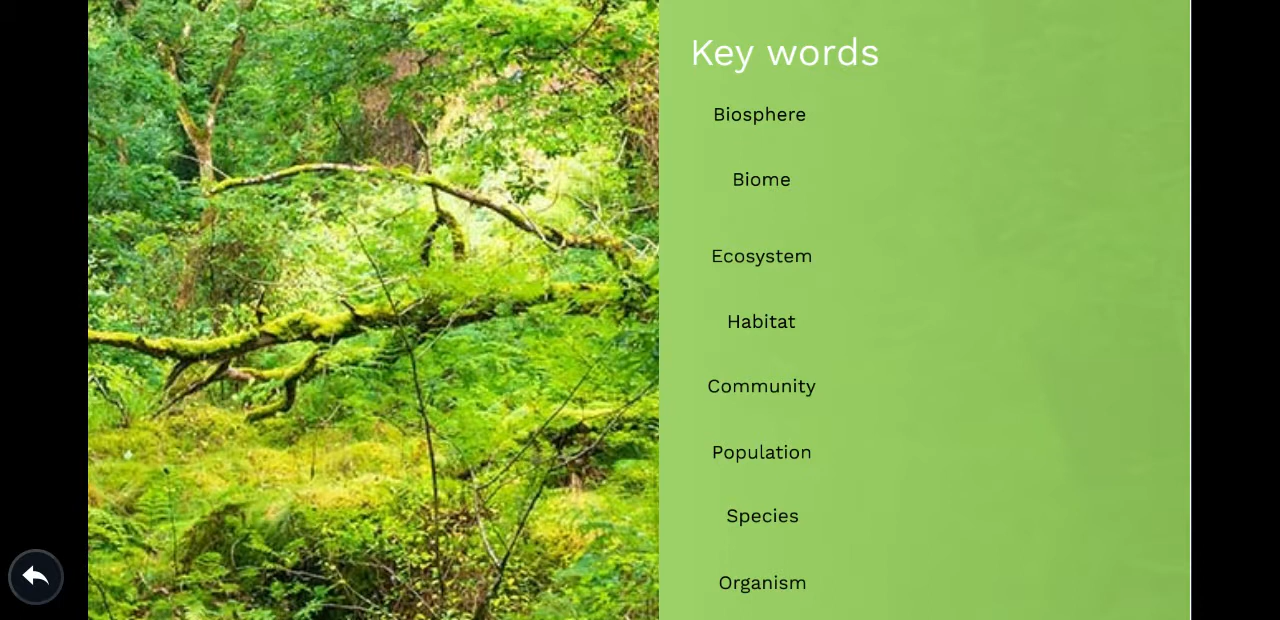 Key words
Biosphere
Biome
Ecosystem
Habitat
Community
Population
Species
Organism